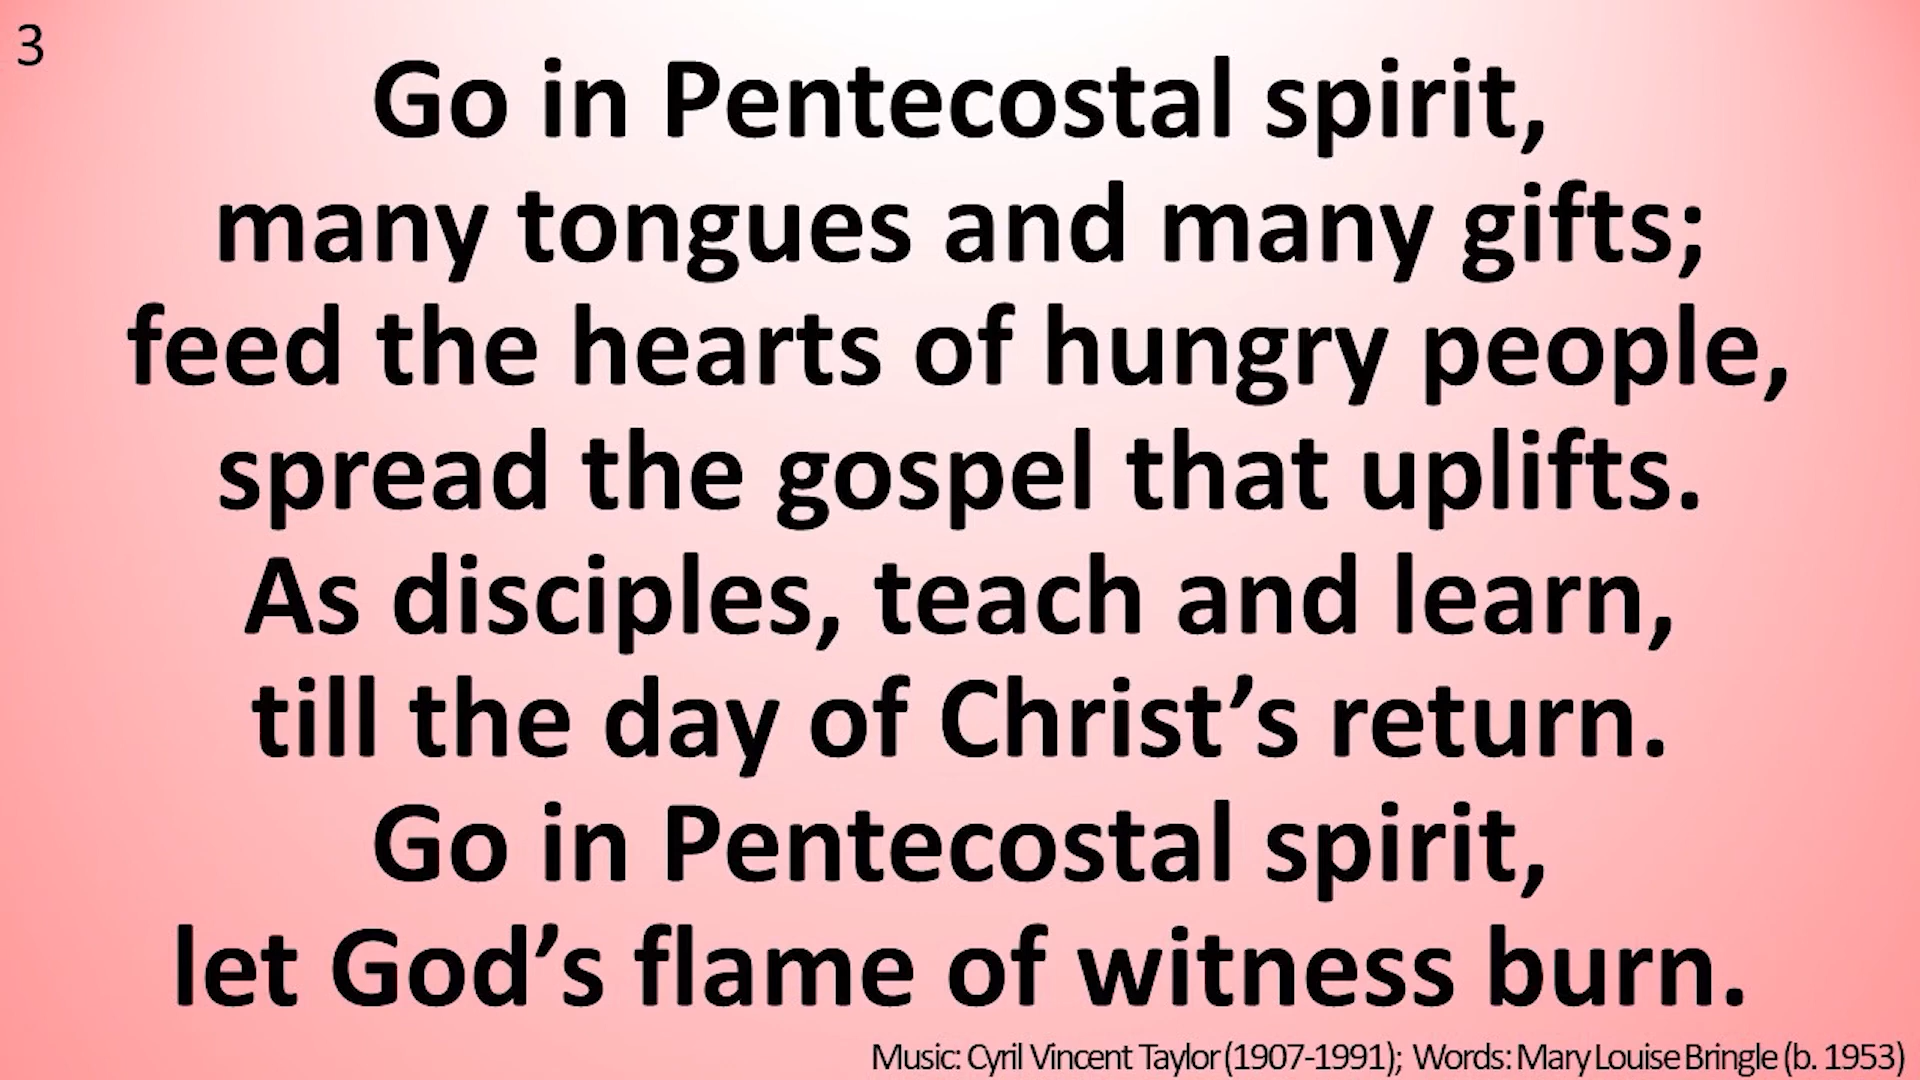 3
Go in Pentecostal spirit,
many tongues and many gifts;
feed the hearts of hungry people,
spread the gospel that uplifts.
As disciples, teach and learn,
till the day of Christ’s return.
Go in Pentecostal spirit,
let God’s flame of witness burn.
Music: Cyril Vincent Taylor (1907-1991); Words: Mary Louise Bringle (b. 1953)